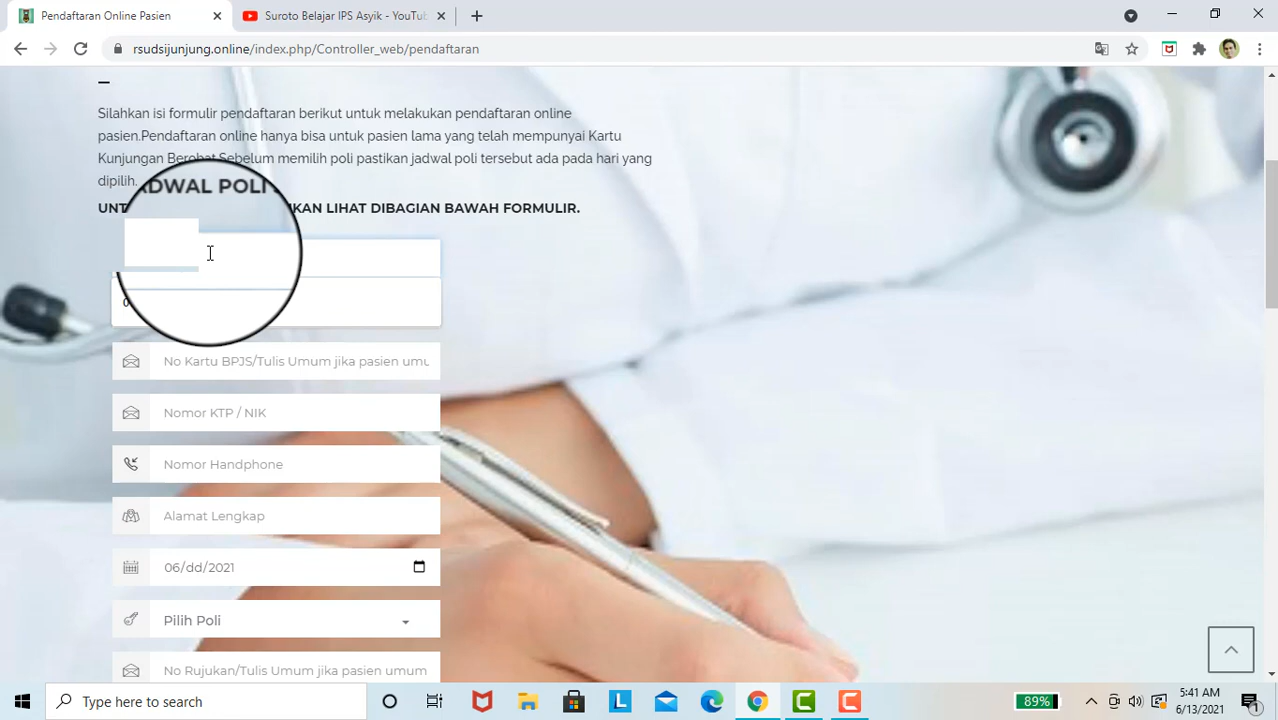 Pendaftaran Online Pasien
Suroto Belajar IPS Asyik - YouTu
rsudsijunjung.online/index.php/Controller_web/pendaftaran
Silahkan isi formulir pendaftaran berikut untuk melakukan pendaftaran online
pasien.Pendaftaran online hanya bisa untuk pasien lama yang telah mempunyai Kartu
Kunjungan Berobat.Sebelum memilih poli pastikan jadwal poli tersebut ada pada hari yang
dipilih.
JADWAL POLI
LIHAT DIBAGIAN BAWAH FORMULIR.
No Kartu BPJS/Tulis Umum jika pasien umu
Nomor KTP / NIK
Nomor Handphone
Alamat Lengkap
06/dd/2021
Pilih Poli
No Rujukan/Tulis Umum jika pasien umum
Type here to search
89%
5:41 AM
6/13/2021
1